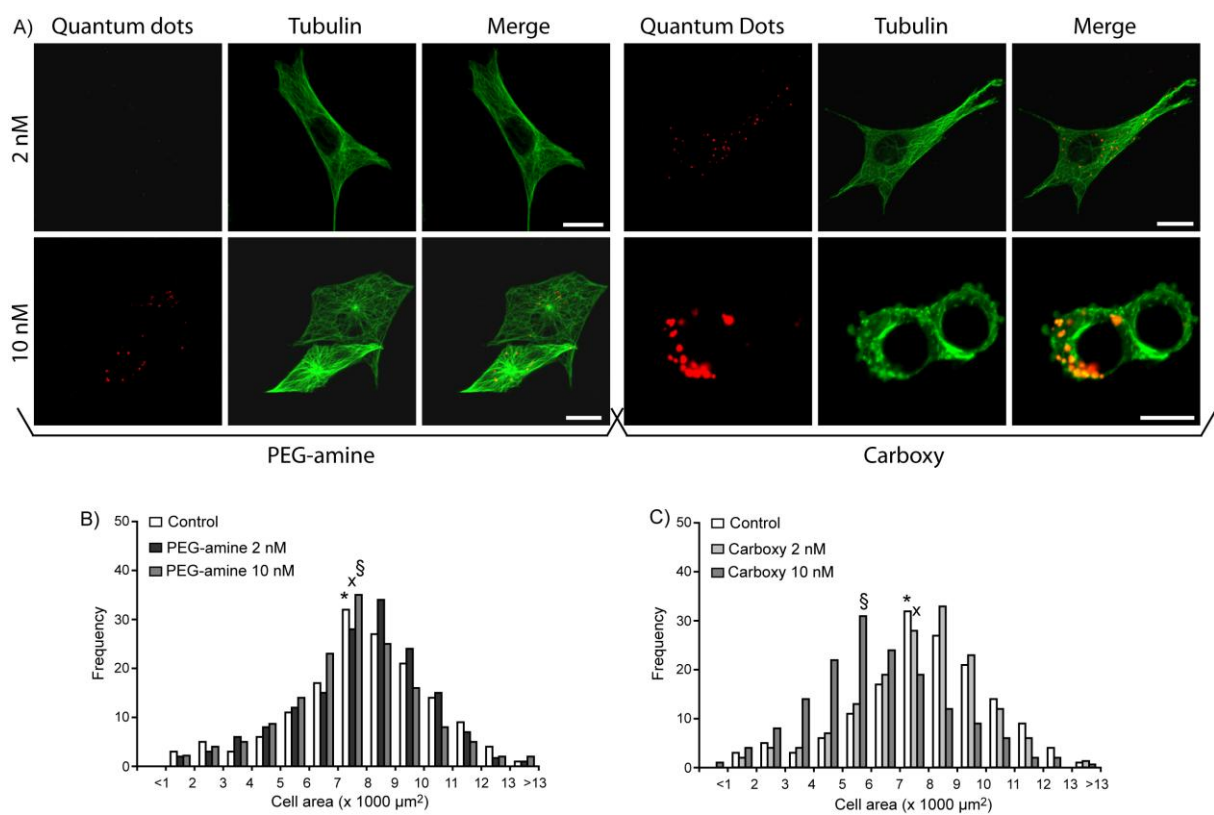 A)
Quantum dots Tubulin Merge Quantum Dots Tubulin Merge
2 nM
10 nM
PEG-amine Carboxy
B)
50
40
30
20
10
0
Frequency
Control
PEG-amine 2 nM
PEG-amine 10 nM
* x §
<1 2 3 4 5 6 7 8 9 10 11 12 13 >13
Cell area (x 1000 µm²)
C)
50
40
30
20
10
0
Frequency
Control
Carboxy 2 nM
Carboxy 10 nM
§ * x
<1 2 3 4 5 6 7 8 9 10 11 12 13 >13
Cell area (x 1000 µm²)